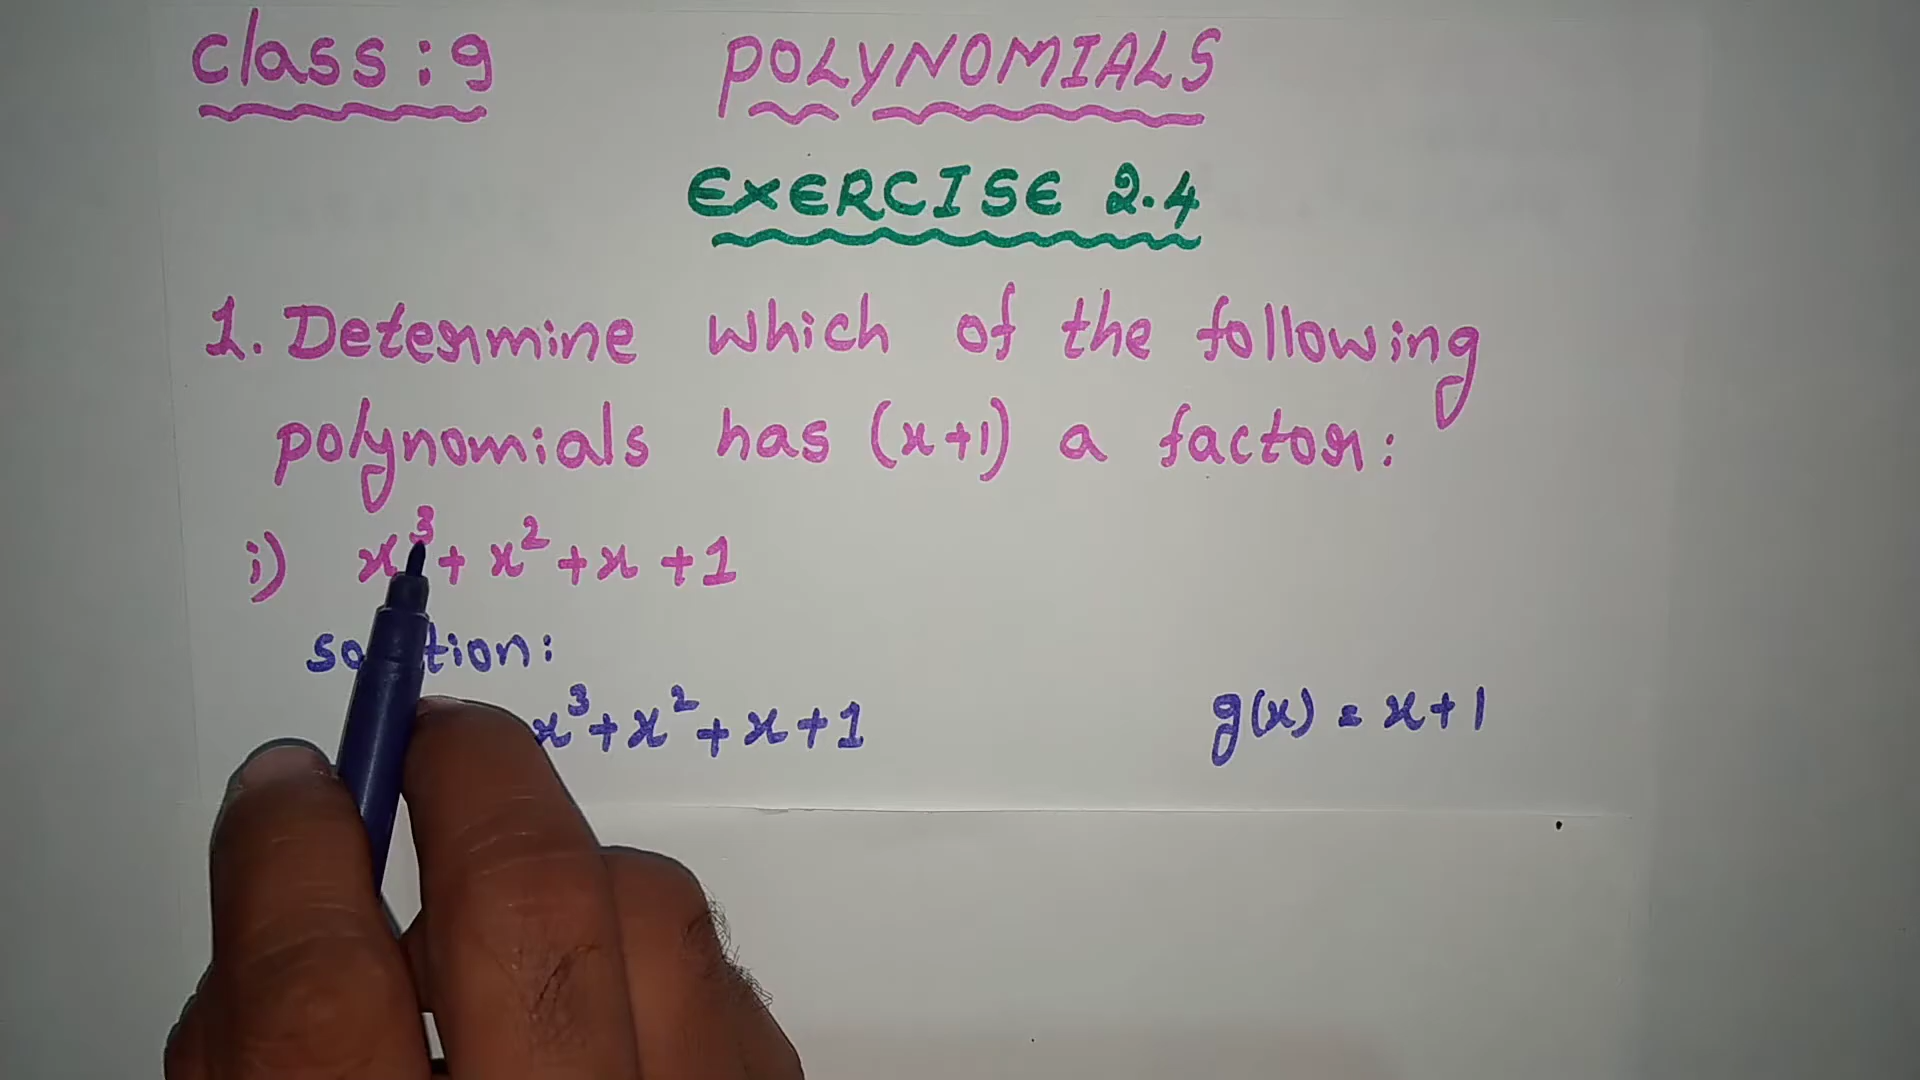 class : 9
POLYNOMIALS
EXERCISE 2.4
1. Determine which of the following
polynomials has (x+1) a factor:
i) x³ + x² + x + 1
x³ + x² + x + 1
g(x) = x+1